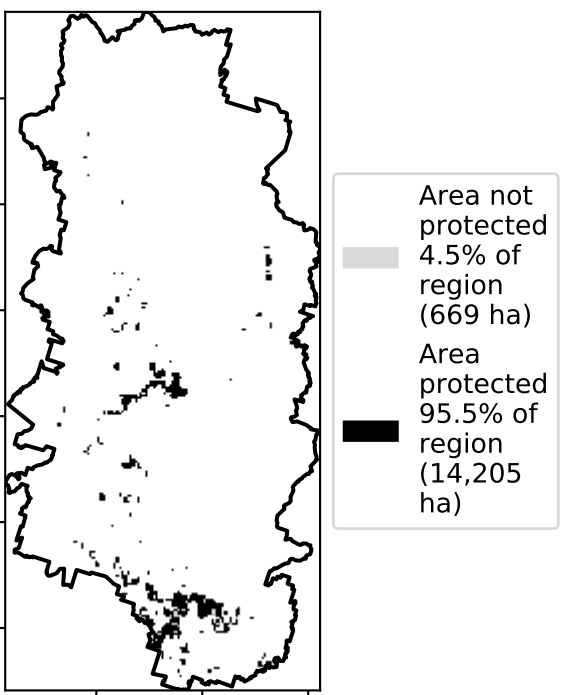 Area not
protected
4.5% of
region
(669 ha)
Area
protected
95.5% of
region
(14,205
ha)